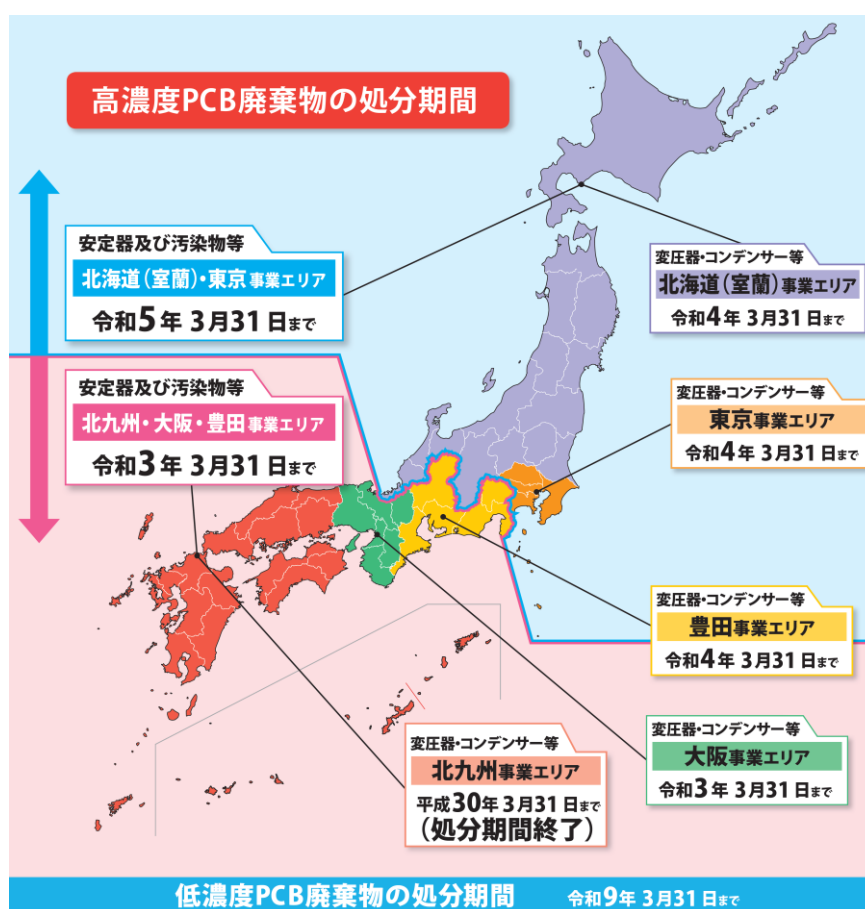 高濃度PCB廃棄物の処分期間
安定器及び汚染物等
北海道(室蘭)・東京事業エリア
令和5年 3月31日まで
安定器及び汚染物等
北九州・大阪・豊田事業エリア
令和3年 3月31日まで
変圧器・コンデンサー等
北海道(室蘭)事業エリア
令和4年 3月31日まで
変圧器・コンデンサー等
東京事業エリア
令和4年 3月31日まで
変圧器・コンデンサー等
豊田事業エリア
令和4年 3月31日まで
変圧器・コンデンサー等
大阪事業エリア
令和3年 3月31日まで
変圧器・コンデンサー等
北九州事業エリア
平成30年 3月31日まで
(処分期間終了)
低濃度PCB廃棄物の処分期間 令和9年 3月31日まで